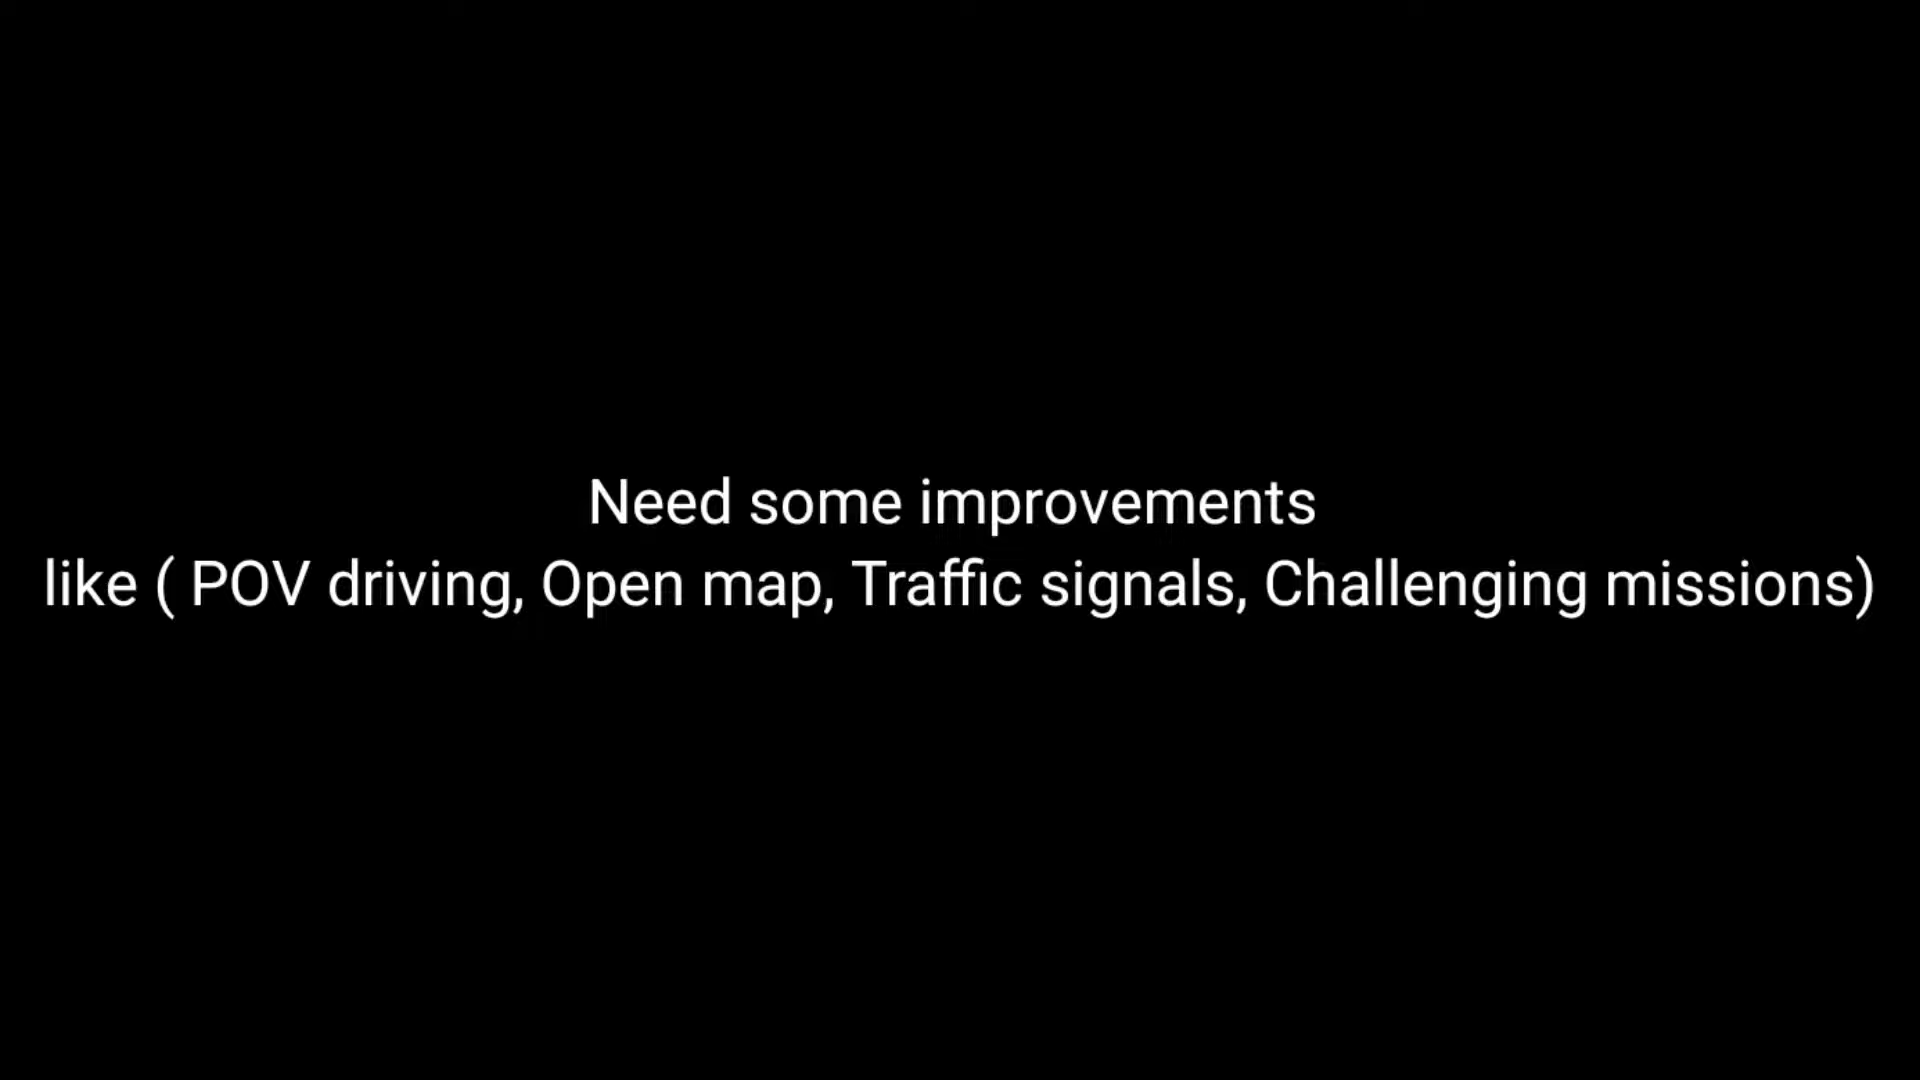 Need some improvements
like ( POV driving, Open map, Traffic signals, Challenging missions)